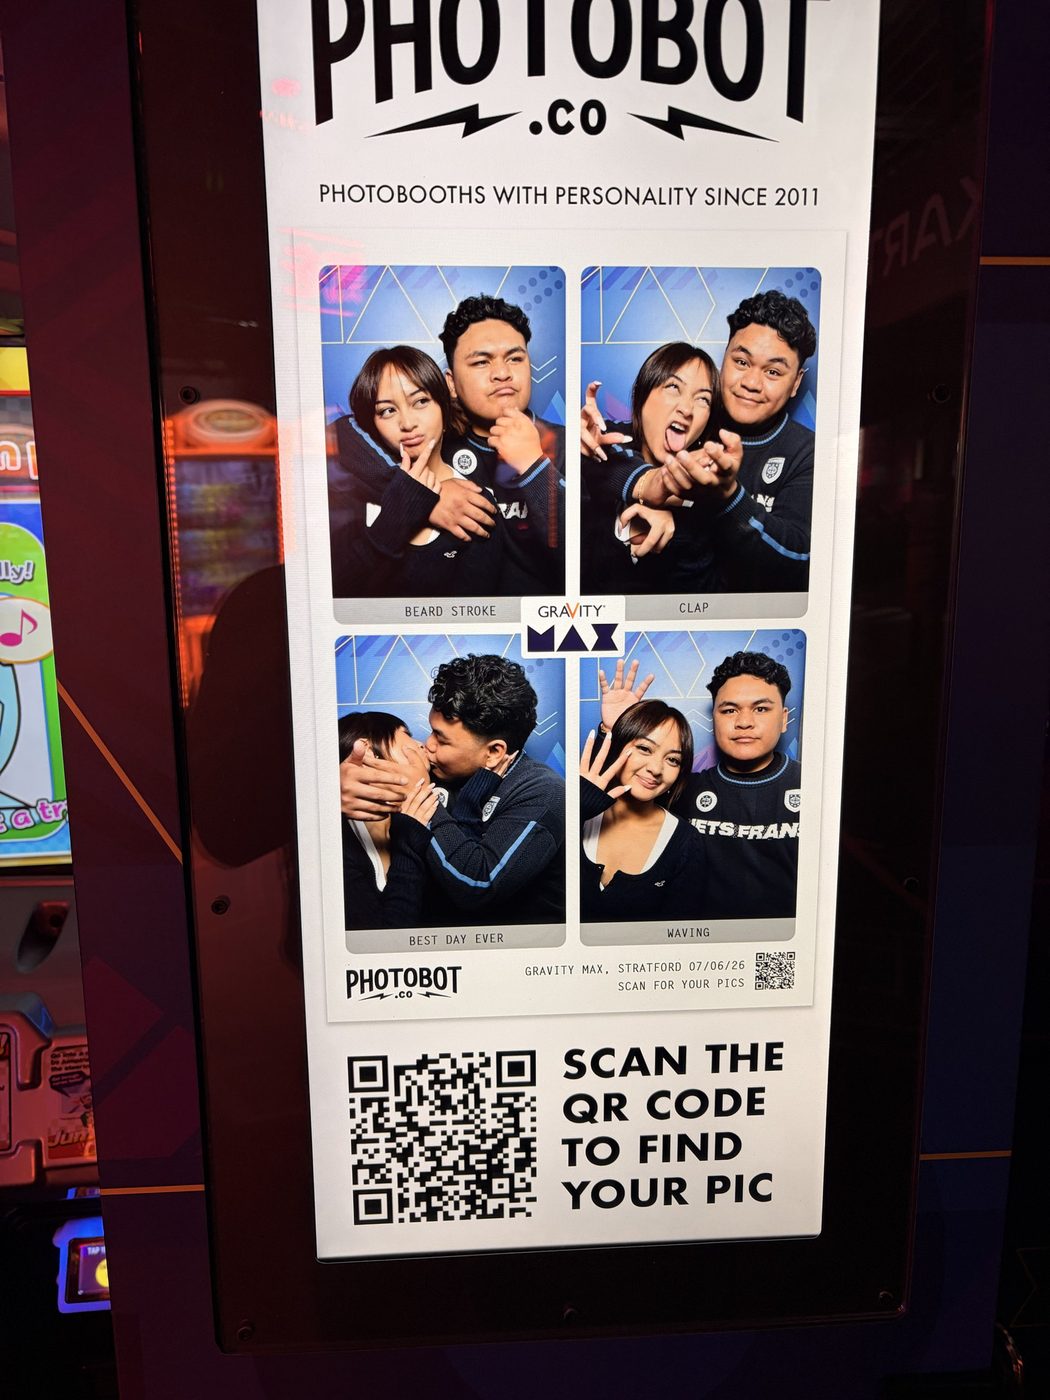 PHOTOBOT
.CO
PHOTOBOOTHS WITH PERSONALITY SINCE 2011
BEARD STROKE
CLAP
GRAVITY
MAX
BEST DAY EVER
WAVING
PHOTOBOT
.CO
GRAVITY MAX, STRATFORD 07/06/26
SCAN FOR YOUR PICS
SCAN THE
QR CODE
TO FIND
YOUR PIC